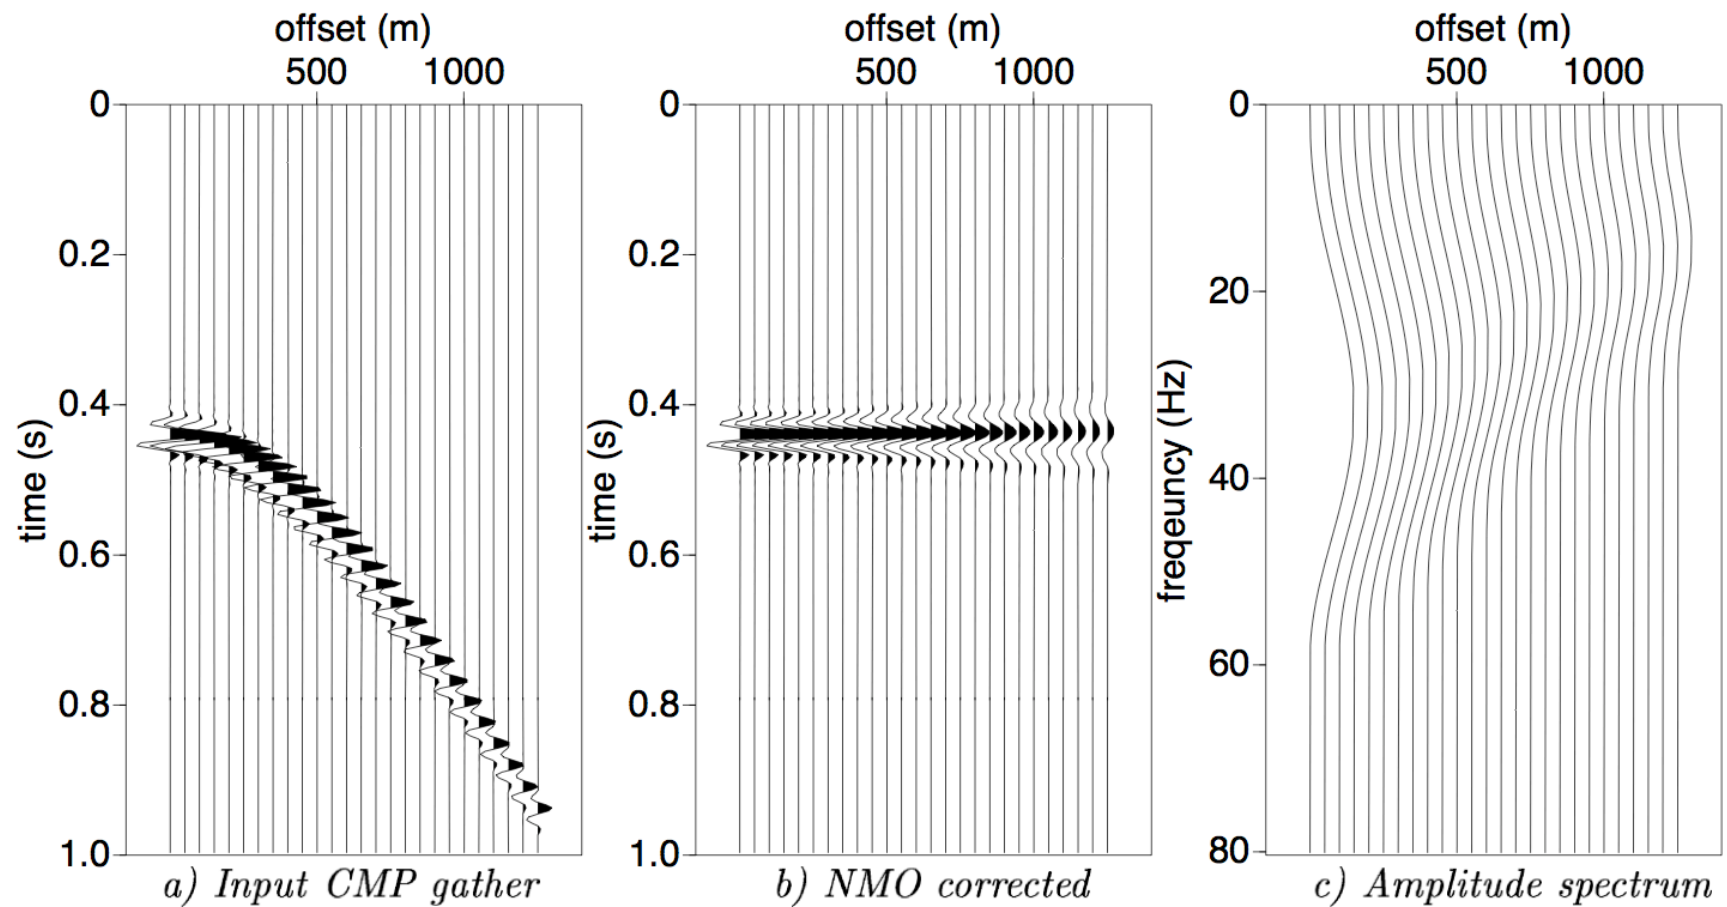 offset (m)
500 1000
0
0.2
0.4
0.6
0.8
1.0
time (s)
a) Input CMP gather
offset (m)
500 1000
0
0.2
0.4
0.6
0.8
1.0
time (s)
b) NMO corrected
offset (m)
500 1000
0
20
40
60
80
freqeuncy (Hz)
c) Amplitude spectrum